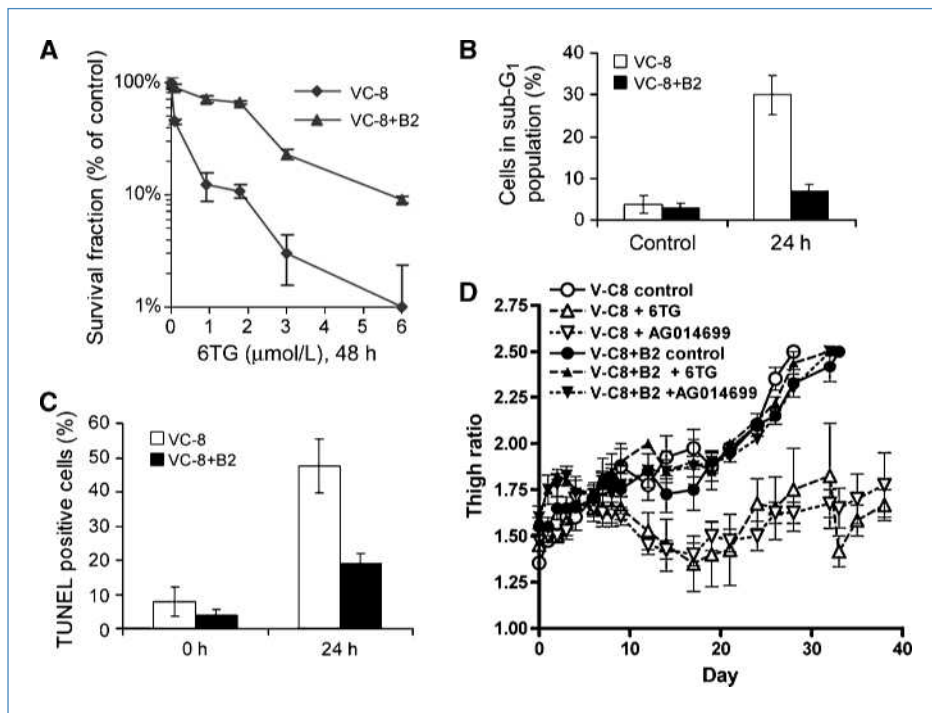 A
Survival fraction (% of control)
100%
10%
1%
VC-8
VC-8+B2
0 1 2 3 4 5 6
6TG (μmol/L), 48 h
B
Cells in sub-G1
population (%)
40
30
20
10
0
VC-8
VC-8+B2
Control 24 h
C
TUNEL positive cells (%)
60
50
40
30
20
10
0
VC-8
VC-8+B2
0 h 24 h
D
V-C8 control
V-C8 + 6TG
V-C8 + AG014699
V-C8+B2 control
V-C8+B2 + 6TG
V-C8+B2 +AG014699
Thigh ratio
2.75
2.50
2.25
2.00
1.75
1.50
1.25
1.00
0 10 20 30 40
Day